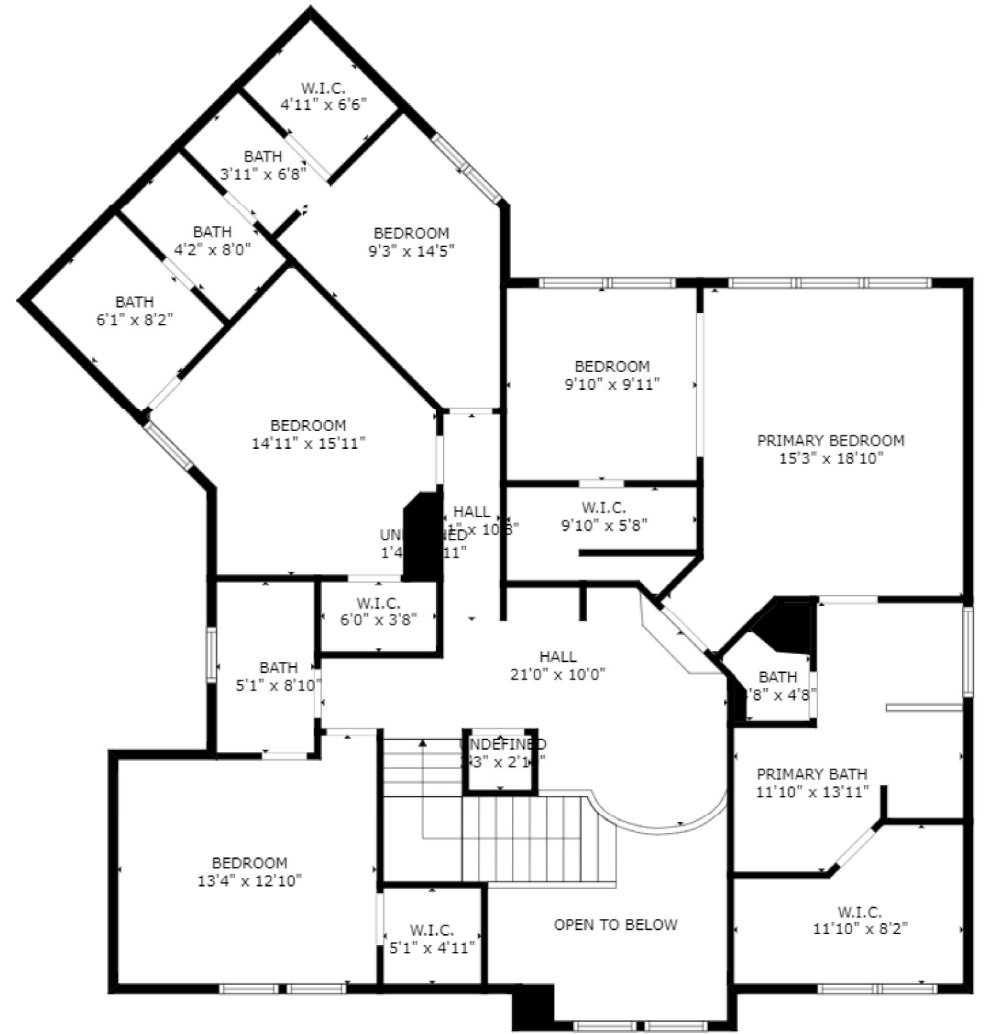 W.I.C.
4'11" x 6'6"
BATH
3'11" x 6'8"
BATH
4'2" x 8'0"
BEDROOM
9'3" x 14'5"
BATH
6'1" x 8'2"
BEDROOM
9'10" x 9'11"
BEDROOM
14'11" x 15'11"
PRIMARY BEDROOM
15'3" x 18'10"
HALL
W.I.C.
9'10" x 5'8"
W.I.C.
6'0" x 3'8"
HALL
21'0" x 10'0"
BATH
5'1" x 8'10"
BATH
UNDEFINED
PRIMARY BATH
11'10" x 13'11"
BEDROOM
13'4" x 12'10"
W.I.C.
5'1" x 4'11"
OPEN TO BELOW
W.I.C.
11'10" x 8'2"